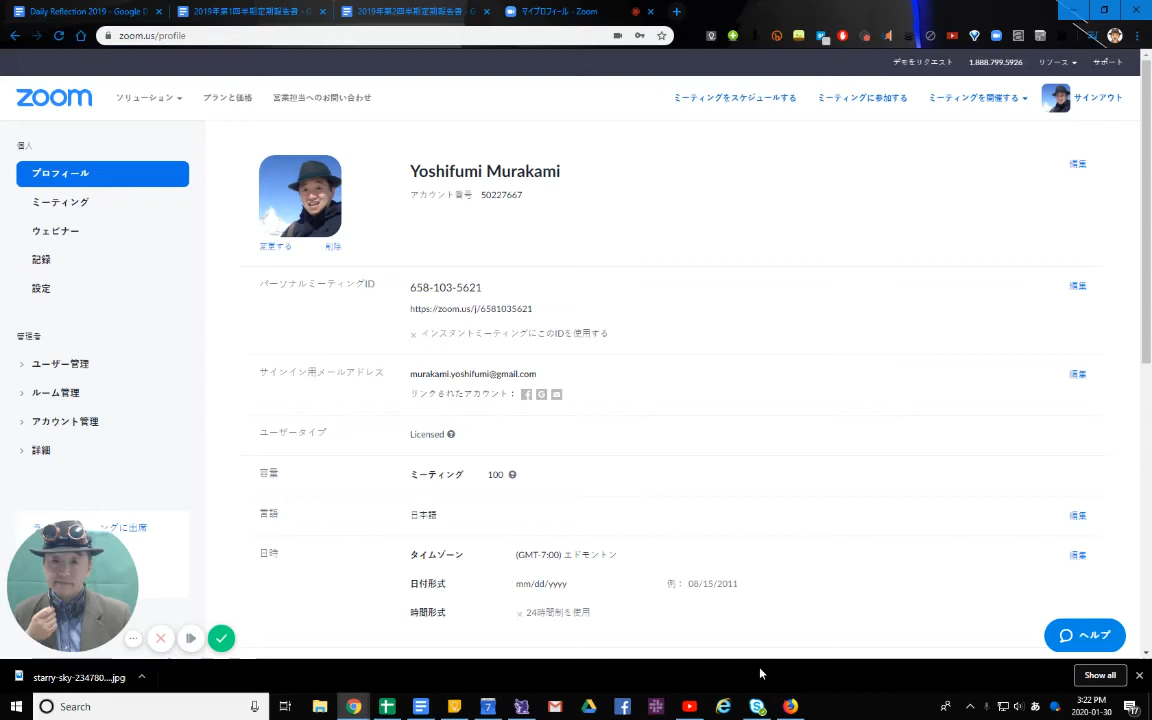 Daily Reflection 2019 - Google D
2019年第1四半期定期報告書 - G
2019年第2四半期定期報告書 - G
マイプロフィール - Zoom
zoom.us/profile
デモをリクエスト
1.888.799.5926
リソース
サポート
zoom
ソリューション
プランと価格
営業担当へのお問い合わせ
ミーティングをスケジュールする
ミーティングに参加する
ミーティングを開催する
サインアウト
個人
プロフィール
ミーティング
ウェビナー
記録
設定
管理者
ユーザー管理
ルーム管理
アカウント管理
詳細
ングに出席
Yoshifumi Murakami
編集
アカウント番号 50227667
変更する 削除
パーソナルミーティングID
658-103-5621
編集
https://zoom.us/j/6581035621
× インスタントミーティングにこのIDを使用する
サインイン用メールアドレス
murakami.yoshifumi@gmail.com
編集
リンクされたアカウント：
ユーザータイプ
Licensed
容量
ミーティング 100
言語
日本語
編集
日時
タイムゾーン (GMT-7:00) エドモントン
編集
日付形式 mm/dd/yyyy 例： 08/15/2011
時間形式 × 24時間制を使用
ヘルプ
starry-sky-234780....jpg
Show all
Search
3:22 PM
2020-01-30
あ
17